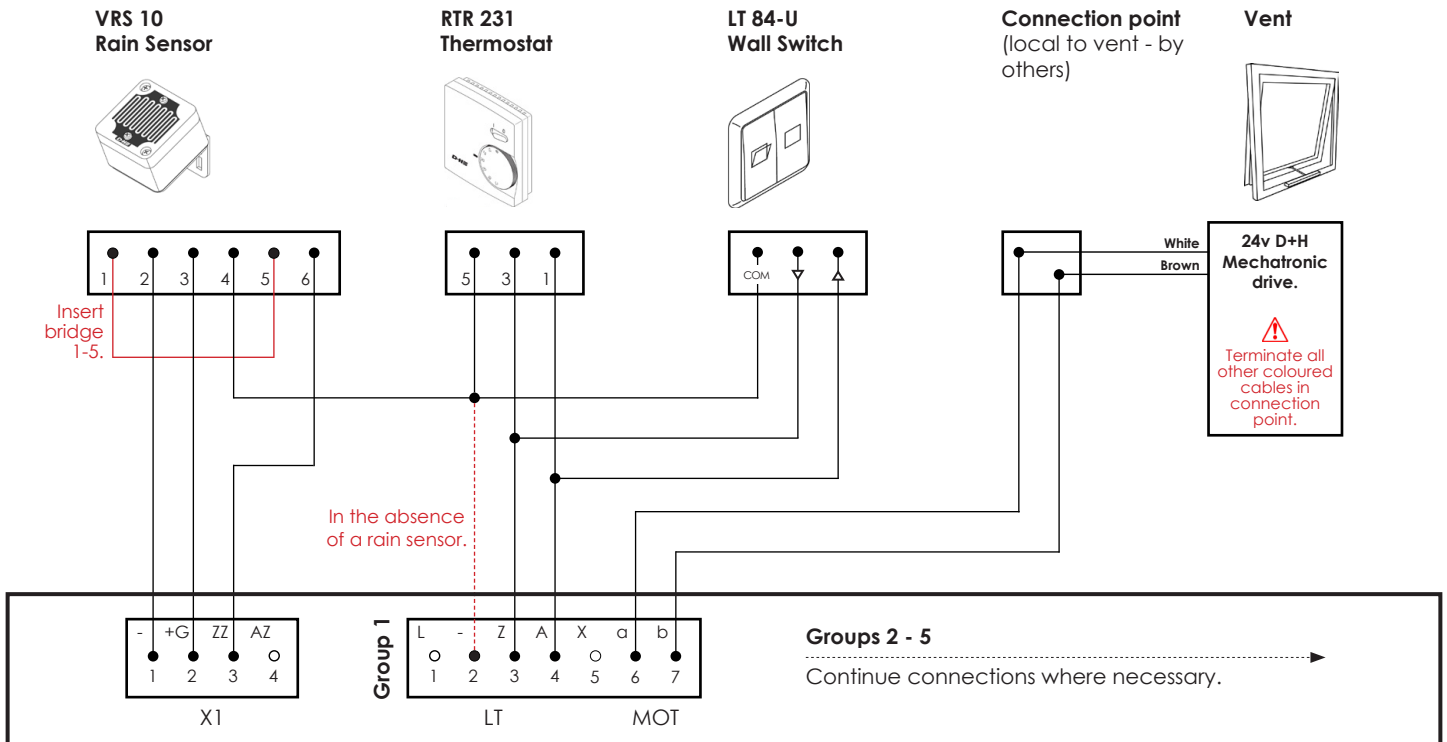 VRS 10
Rain Sensor
RTR 231
Thermostat
LT 84-U
Wall Switch
Connection point
(local to vent - by
others)
Vent
D+H
1 2 3 4 5 6
5 3 1
COM
White
Brown
24v D+H
Mechatronic
drive.
Terminate all
other coloured
cables in
connection
point.
Insert
bridge
1-5.
In the absence
of a rain sensor.
- +G ZZ AZ
1 2 3 4
X1
Group 1
L - Z A X a b
1 2 3 4 5 6 7
LT MOT
Groups 2 - 5
Continue connections where necessary.